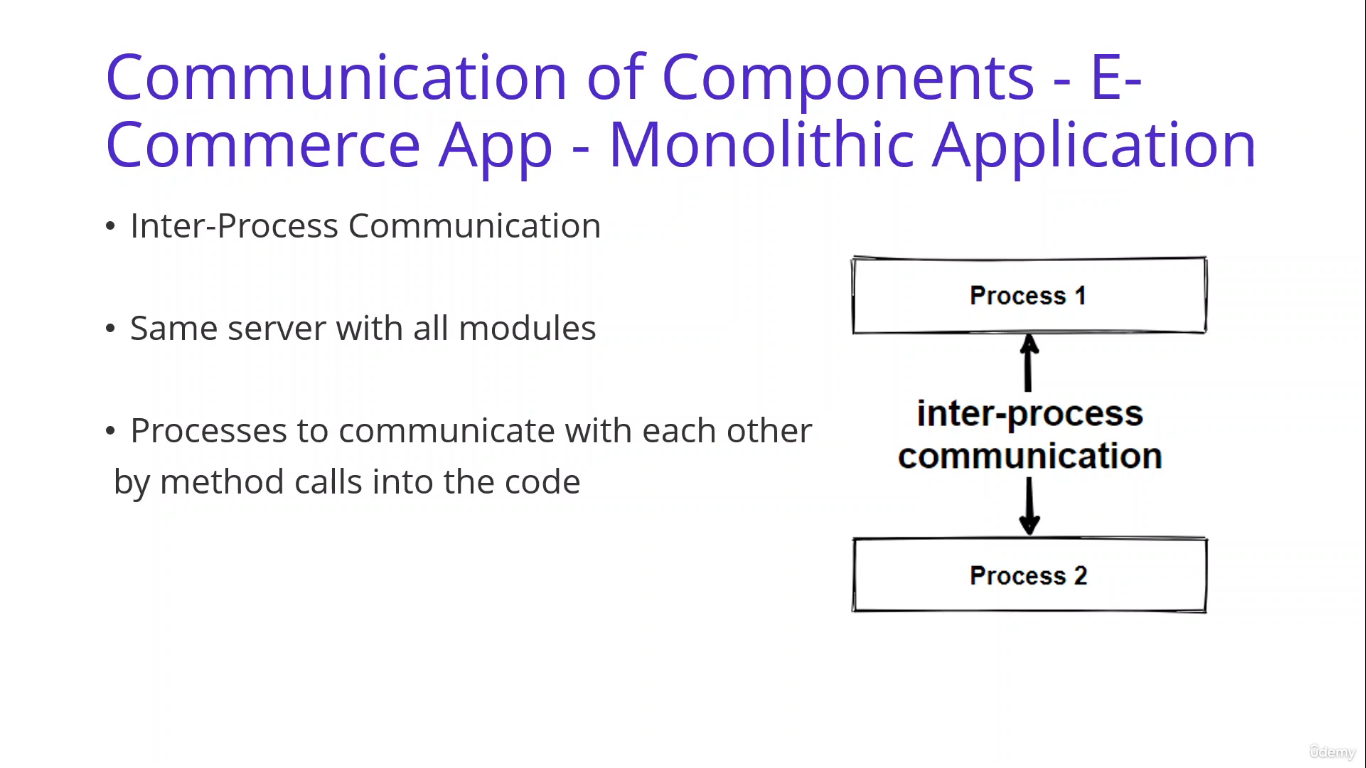 Communication of Components - E-
Commerce App - Monolithic Application
• Inter-Process Communication
• Same server with all modules
• Processes to communicate with each other
by method calls into the code
Process 1
inter-process
communication
Process 2
ûdemy